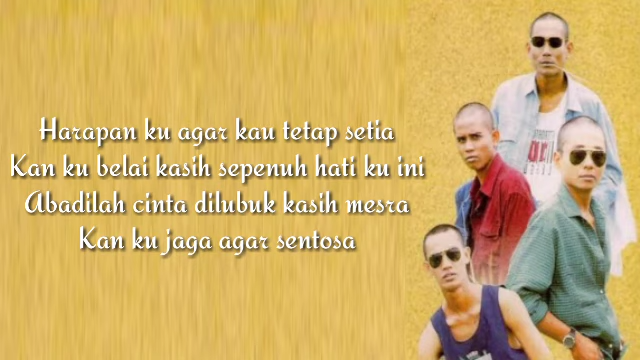 Harapan ku agar kau tetap setia
Kan ku belai kasih sepenuh hati ku ini
Abadilah cinta dilubuk kasih mesra
Kan ku jaga agar sentosa